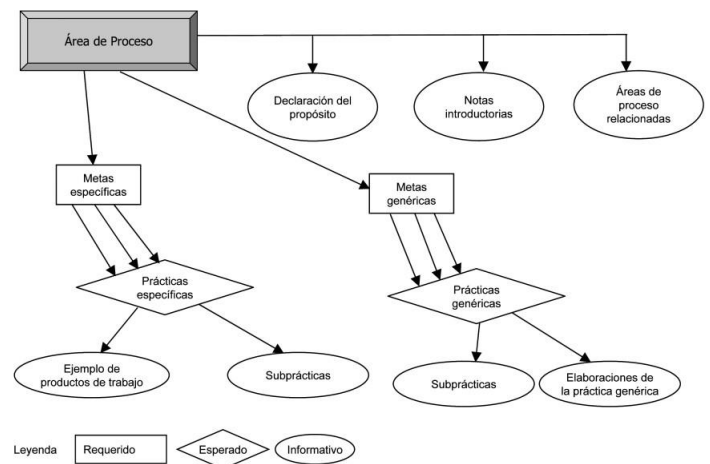 Área de Proceso
Declaración del
propósito
Notas
introductorias
Áreas de
proceso
relacionadas
Metas
específicas
Metas
genéricas
Prácticas
específicas
Prácticas
genéricas
Ejemplo de
productos de trabajo
Subprácticas
Subprácticas
Elaboraciones de
la práctica genérica
Leyenda
Requerido
Esperado
Informativo